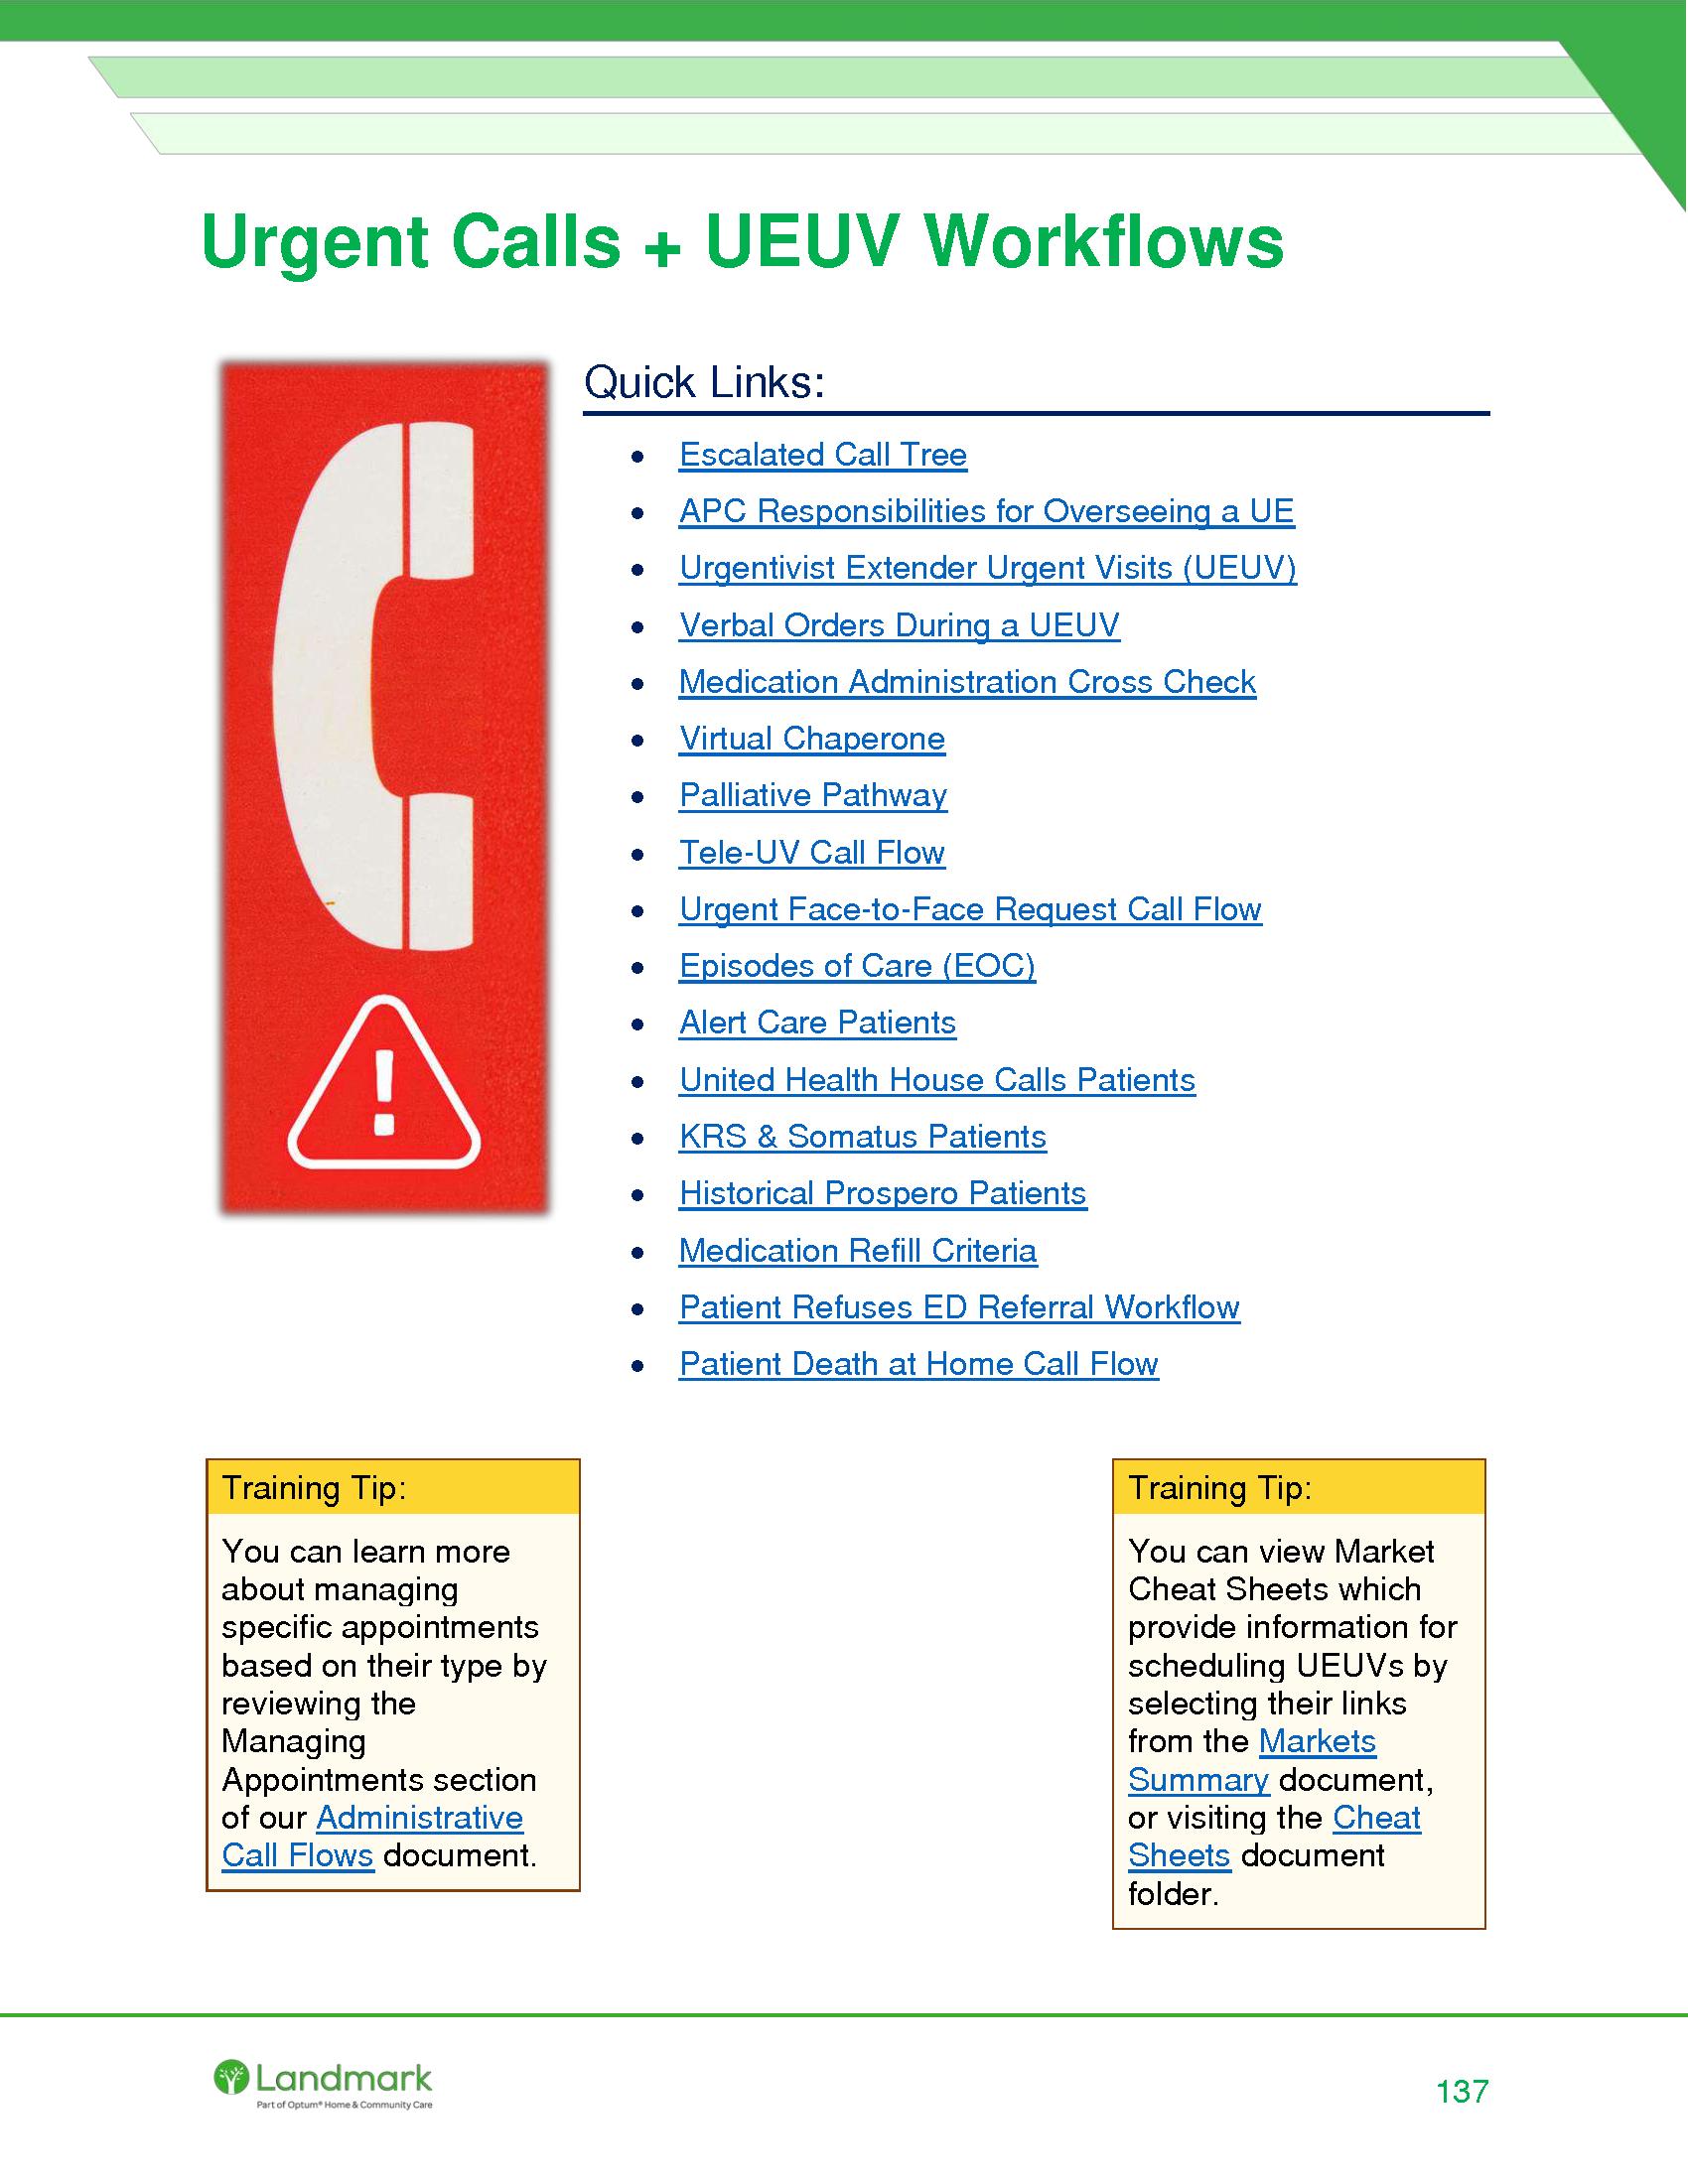 Urgent Calls + UEUV Workflows
Quick Links:
• Escalated Call Tree
• APC Responsibilities for Overseeing a UE
• Urgentivist Extender Urgent Visits (UEUV)
• Verbal Orders During a UEUV
• Medication Administration Cross Check
• Virtual Chaperone
• Palliative Pathway
• Tele-UV Call Flow
• Urgent Face-to-Face Request Call Flow
• Episodes of Care (EOC)
• Alert Care Patients
• United Health House Calls Patients
• KRS & Somatus Patients
• Historical Prospero Patients
• Medication Refill Criteria
• Patient Refuses ED Referral Workflow
• Patient Death at Home Call Flow
Training Tip:
You can learn more
about managing
specific appointments
based on their type by
reviewing the
Managing
Appointments section
of our Administrative
Call Flows document.
Training Tip:
You can view Market
Cheat Sheets which
provide information for
scheduling UEUVs by
selecting their links
from the Markets
Summary document,
or visiting the Cheat
Sheets document
folder.
Landmark
Part of Optum® Home & Community Care
137